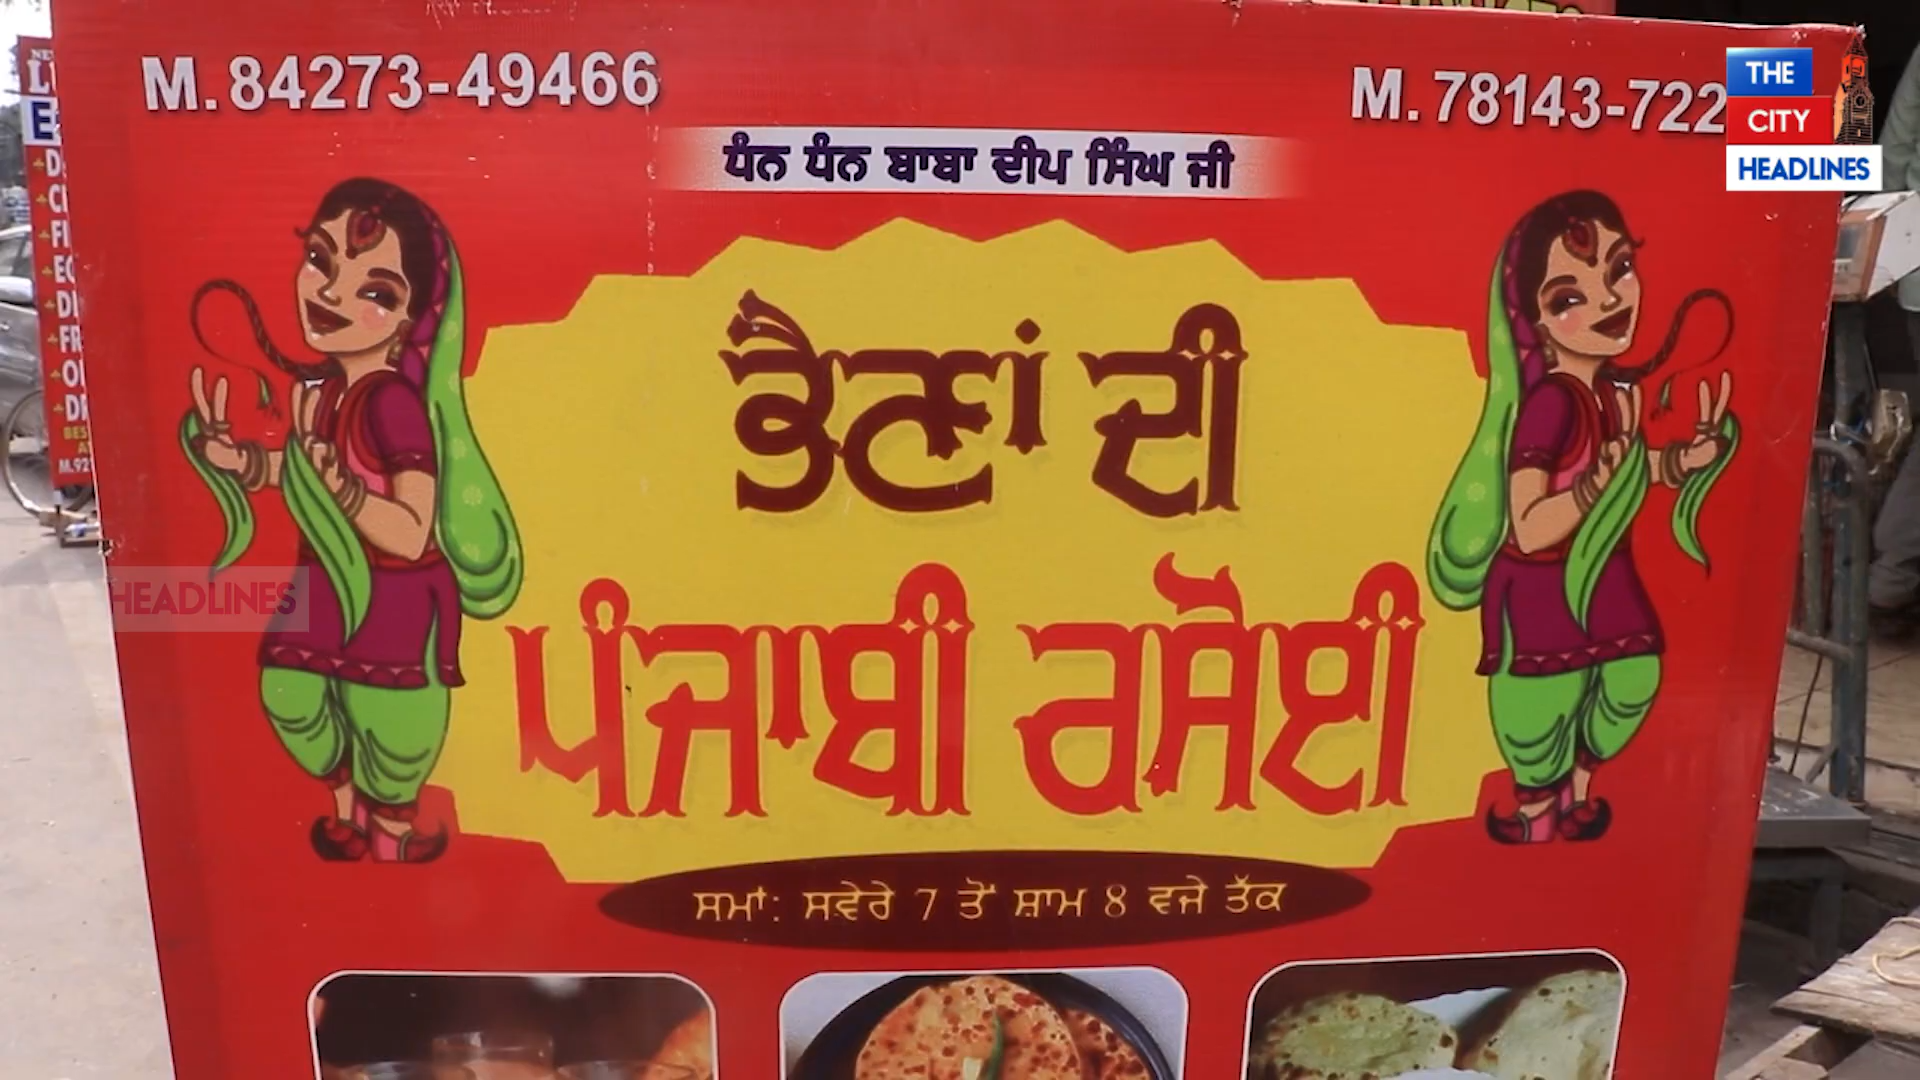 M. 84273-49466
M. 78143-722
THE
CITY
HEADLINES
ਧੰਨ ਧੰਨ ਬਾਬਾ ਦੀਪ ਸਿੰਘ ਜੀ
ਭੈਣਾਂ ਦੀ
ਪੰਜਾਬੀ ਰਸੋਈ
HEADLINES
ਸਮਾਂ: ਸਵੇਰੇ 7 ਤੋਂ ਸ਼ਾਮ 8 ਵਜੇ ਤੱਕ